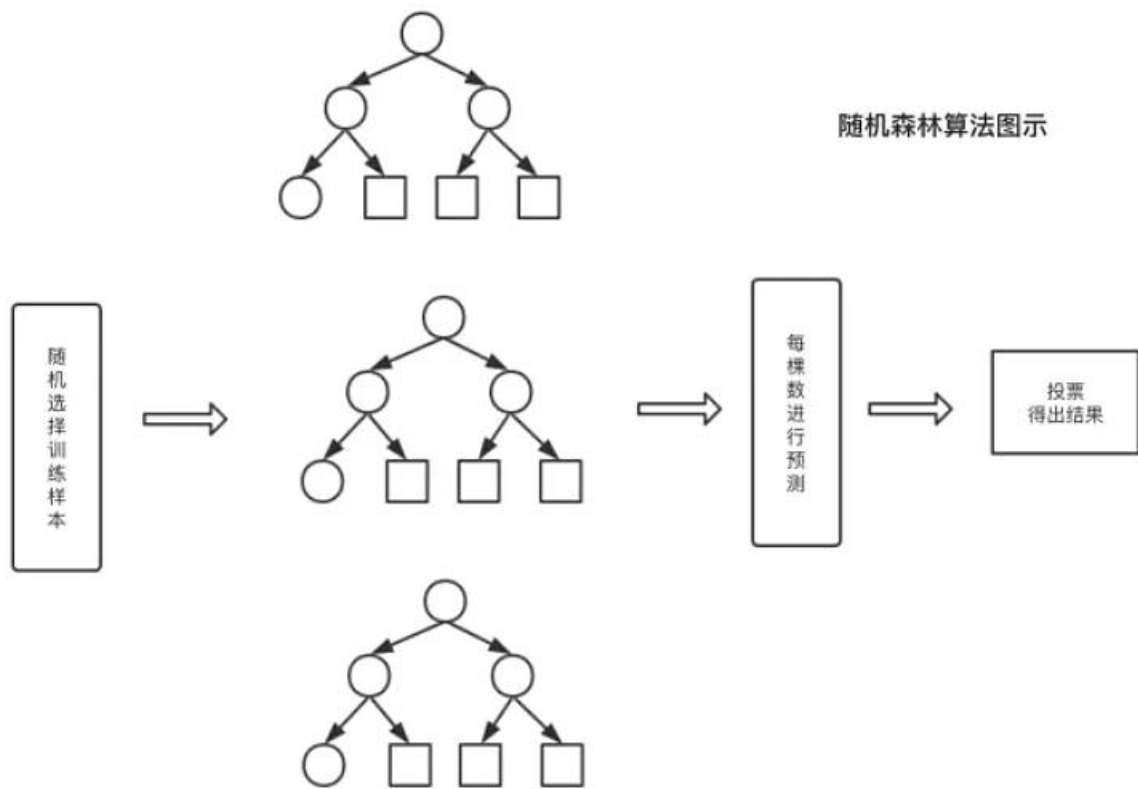 随机森林算法图示
随机选择训练样本
每棵数进行预测
投票
得出结果